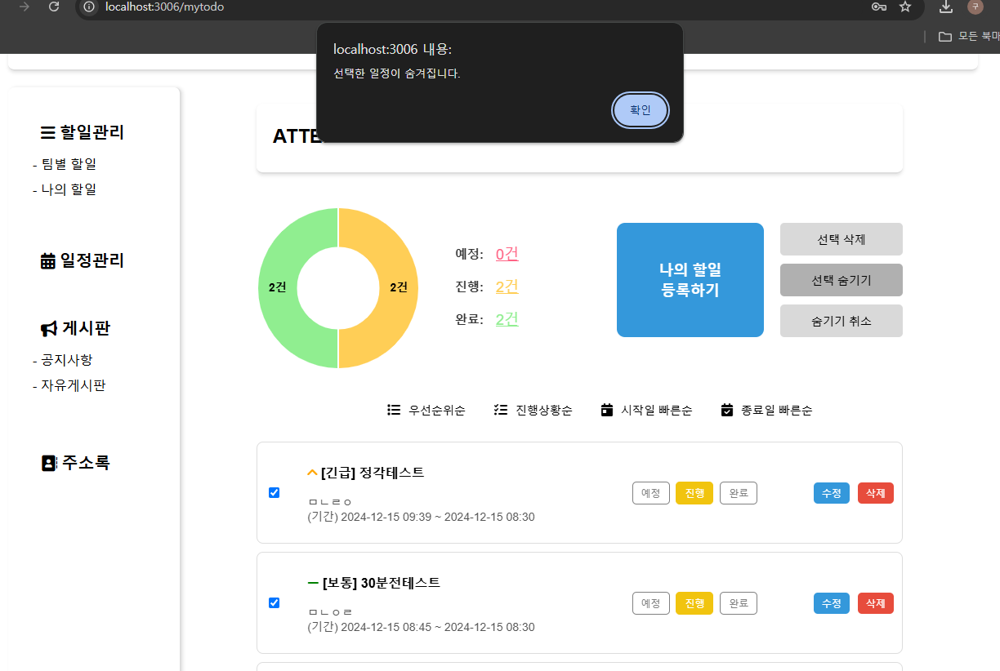 localhost:3006/mytodo
구
모든 북마
localhost:3006 내용:
선택한 일정이 숨겨집니다.
확인
할일관리
- 팀별 할일
- 나의 할일
일정관리
게시판
- 공지사항
- 자유게시판
주소록
2건
2건
예정: 0건
진행: 2건
완료: 2건
나의 할일
등록하기
선택 삭제
선택 숨기기
숨기기 취소
우선순위순 진행상황순 시작일 빠른순 종료일 빠른순
[긴급] 정각테스트
ㅁㄴㄹㅇ
(기간) 2024-12-15 09:39 ~ 2024-12-15 08:30
예정 진행 완료 수정 삭제
[보통] 30분전테스트
ㅁㄴㅇㄹ
(기간) 2024-12-15 08:45 ~ 2024-12-15 08:30
예정 진행 완료 수정 삭제